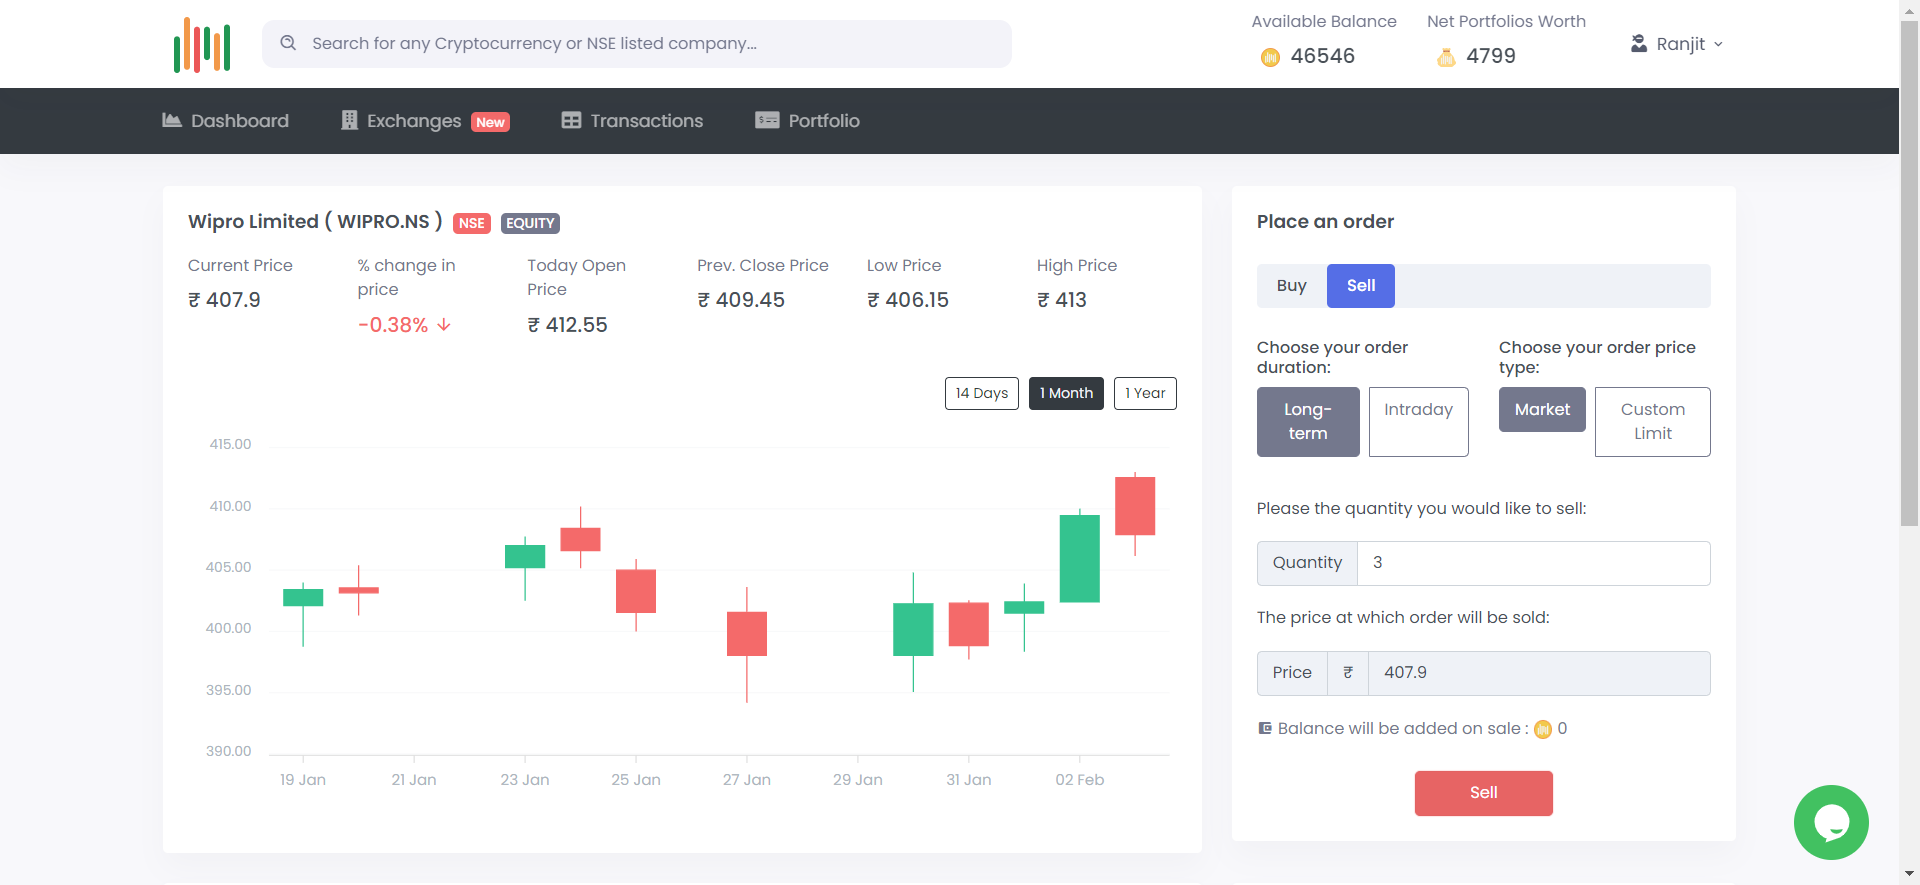 Search for any Cryptocurrency or NSE listed company...
Available Balance
46546
Net Portfolios Worth
4799
Ranjit
Dashboard
Exchanges New
Transactions
Portfolio
Wipro Limited ( WIPRO.NS ) NSE EQUITY
Current Price
₹ 407.9
% change in
price
-0.38%
Today Open
Price
₹ 412.55
Prev. Close Price
₹ 409.45
Low Price
₹ 406.15
High Price
₹ 413
14 Days
1 Month
1 Year
415.00
410.00
405.00
400.00
395.00
390.00
19 Jan
21 Jan
23 Jan
25 Jan
27 Jan
29 Jan
31 Jan
02 Feb
Place an order
Buy
Sell
Choose your order
duration:
Long-
term
Intraday
Choose your order price
type:
Market
Custom
Limit
Please the quantity you would like to sell:
Quantity 3
The price at which order will be sold:
Price ₹ 407.9
Balance will be added on sale : 0
Sell